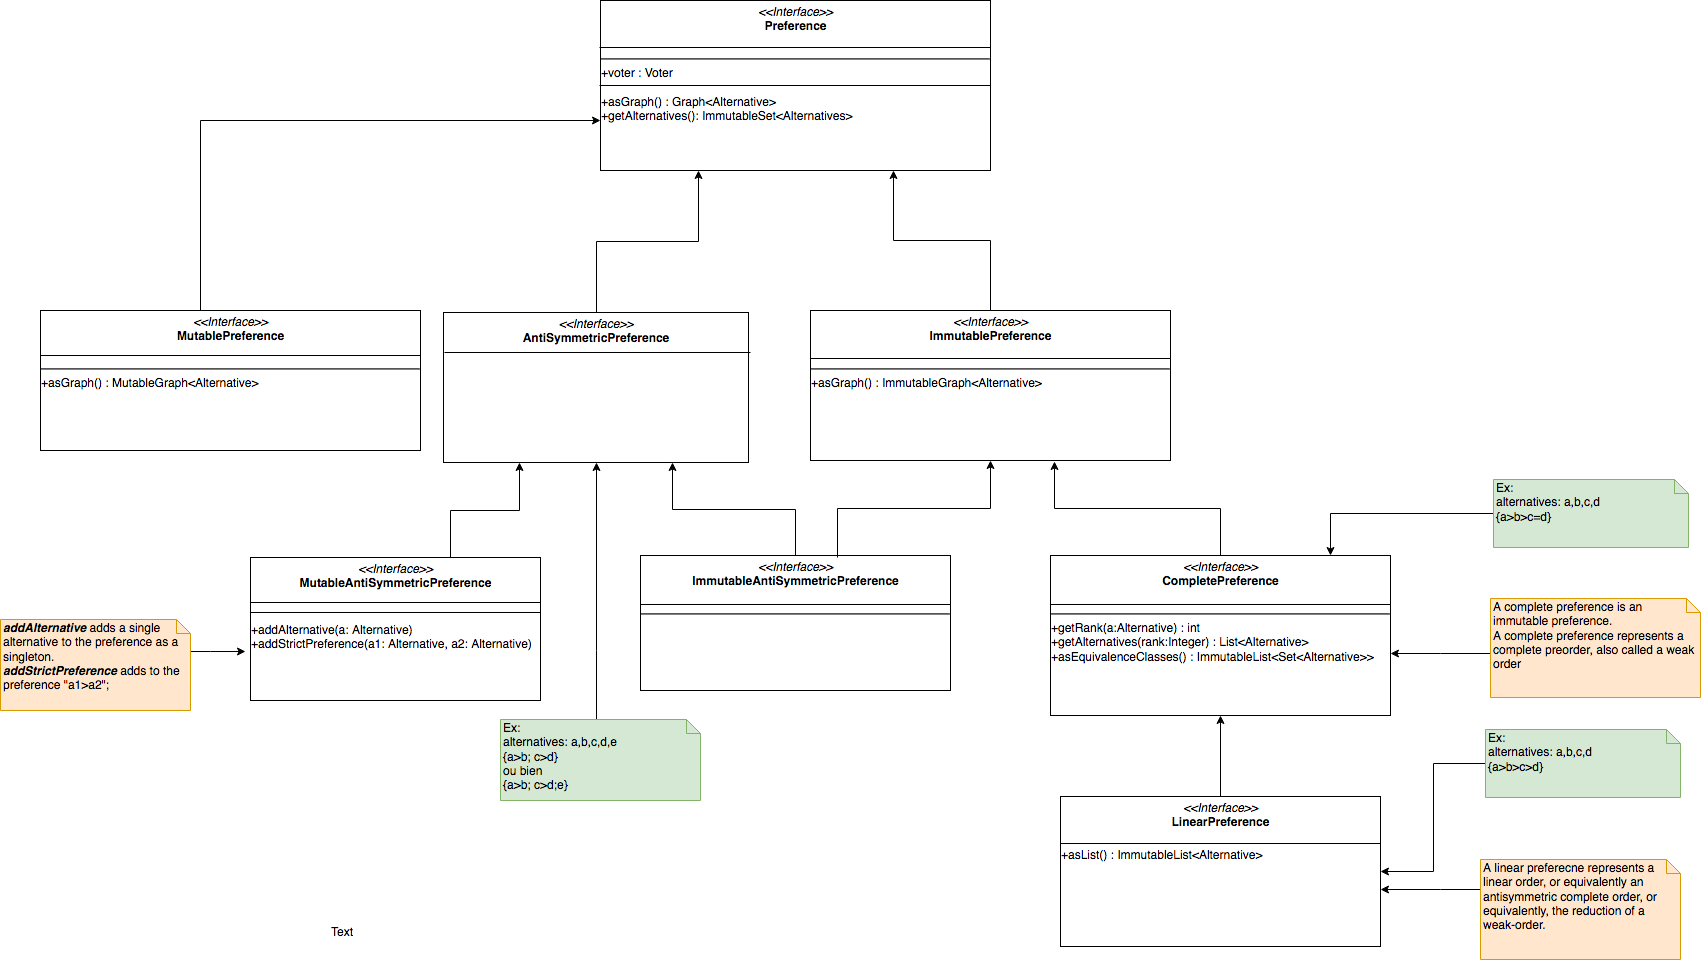 <<Interface>>
Preference
+voter : Voter
+asGraph() : Graph<Alternative>
+getAlternatives(): ImmutableSet<Alternatives>
<<Interface>>
MutablePreference
+asGraph() : MutableGraph<Alternative>
<<Interface>>
AntiSymmetricPreference
<<Interface>>
ImmutablePreference
+asGraph() : ImmutableGraph<Alternative>
Ex:
alternatives: a,b,c,d
{a>b>c=d}
<<Interface>>
MutableAntiSymmetricPreference
+addAlternative(a: Alternative)
+addStrictPreference(a1: Alternative, a2: Alternative)
<<Interface>>
ImmutableAntiSymmetricPreference
<<Interface>>
CompletePreference
+getRank(a:Alternative) : int
+getAlternatives(rank:Integer) : List<Alternative>
+asEquivalenceClasses() : ImmutableList<Set<Alternative>>
addAlternative adds a single
alternative to the preference as a
singleton.
addStrictPreference adds to the
preference "a1>a2";
A complete preference is an
immutable preference.
A complete preference represents a
complete preorder, also called a weak
order
Ex:
alternatives: a,b,c,d,e
{a>b; c>d}
ou bien
{a>b; c>d;e}
Ex:
alternatives: a,b,c,d
{a>b>c>d}
<<Interface>>
LinearPreference
+asList() : ImmutableList<Alternative>
A linear preferecne represents a
linear order, or equivalently an
antisymmetric complete order, or
equivalently, the reduction of a
weak-order.
Text